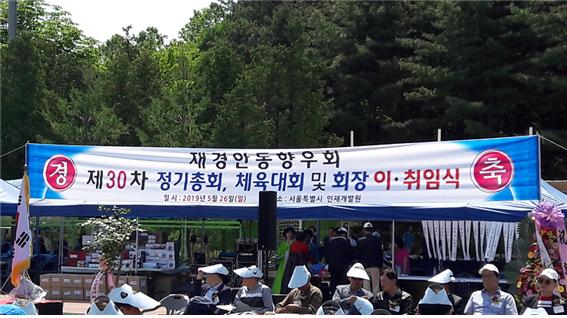 경 축
재경안동향우회
제30차 정기총회, 체육대회 및 회장 이·취임식
일시 : 2019년 5월 26일(일) 장소 : 서울특별시 인재개발원